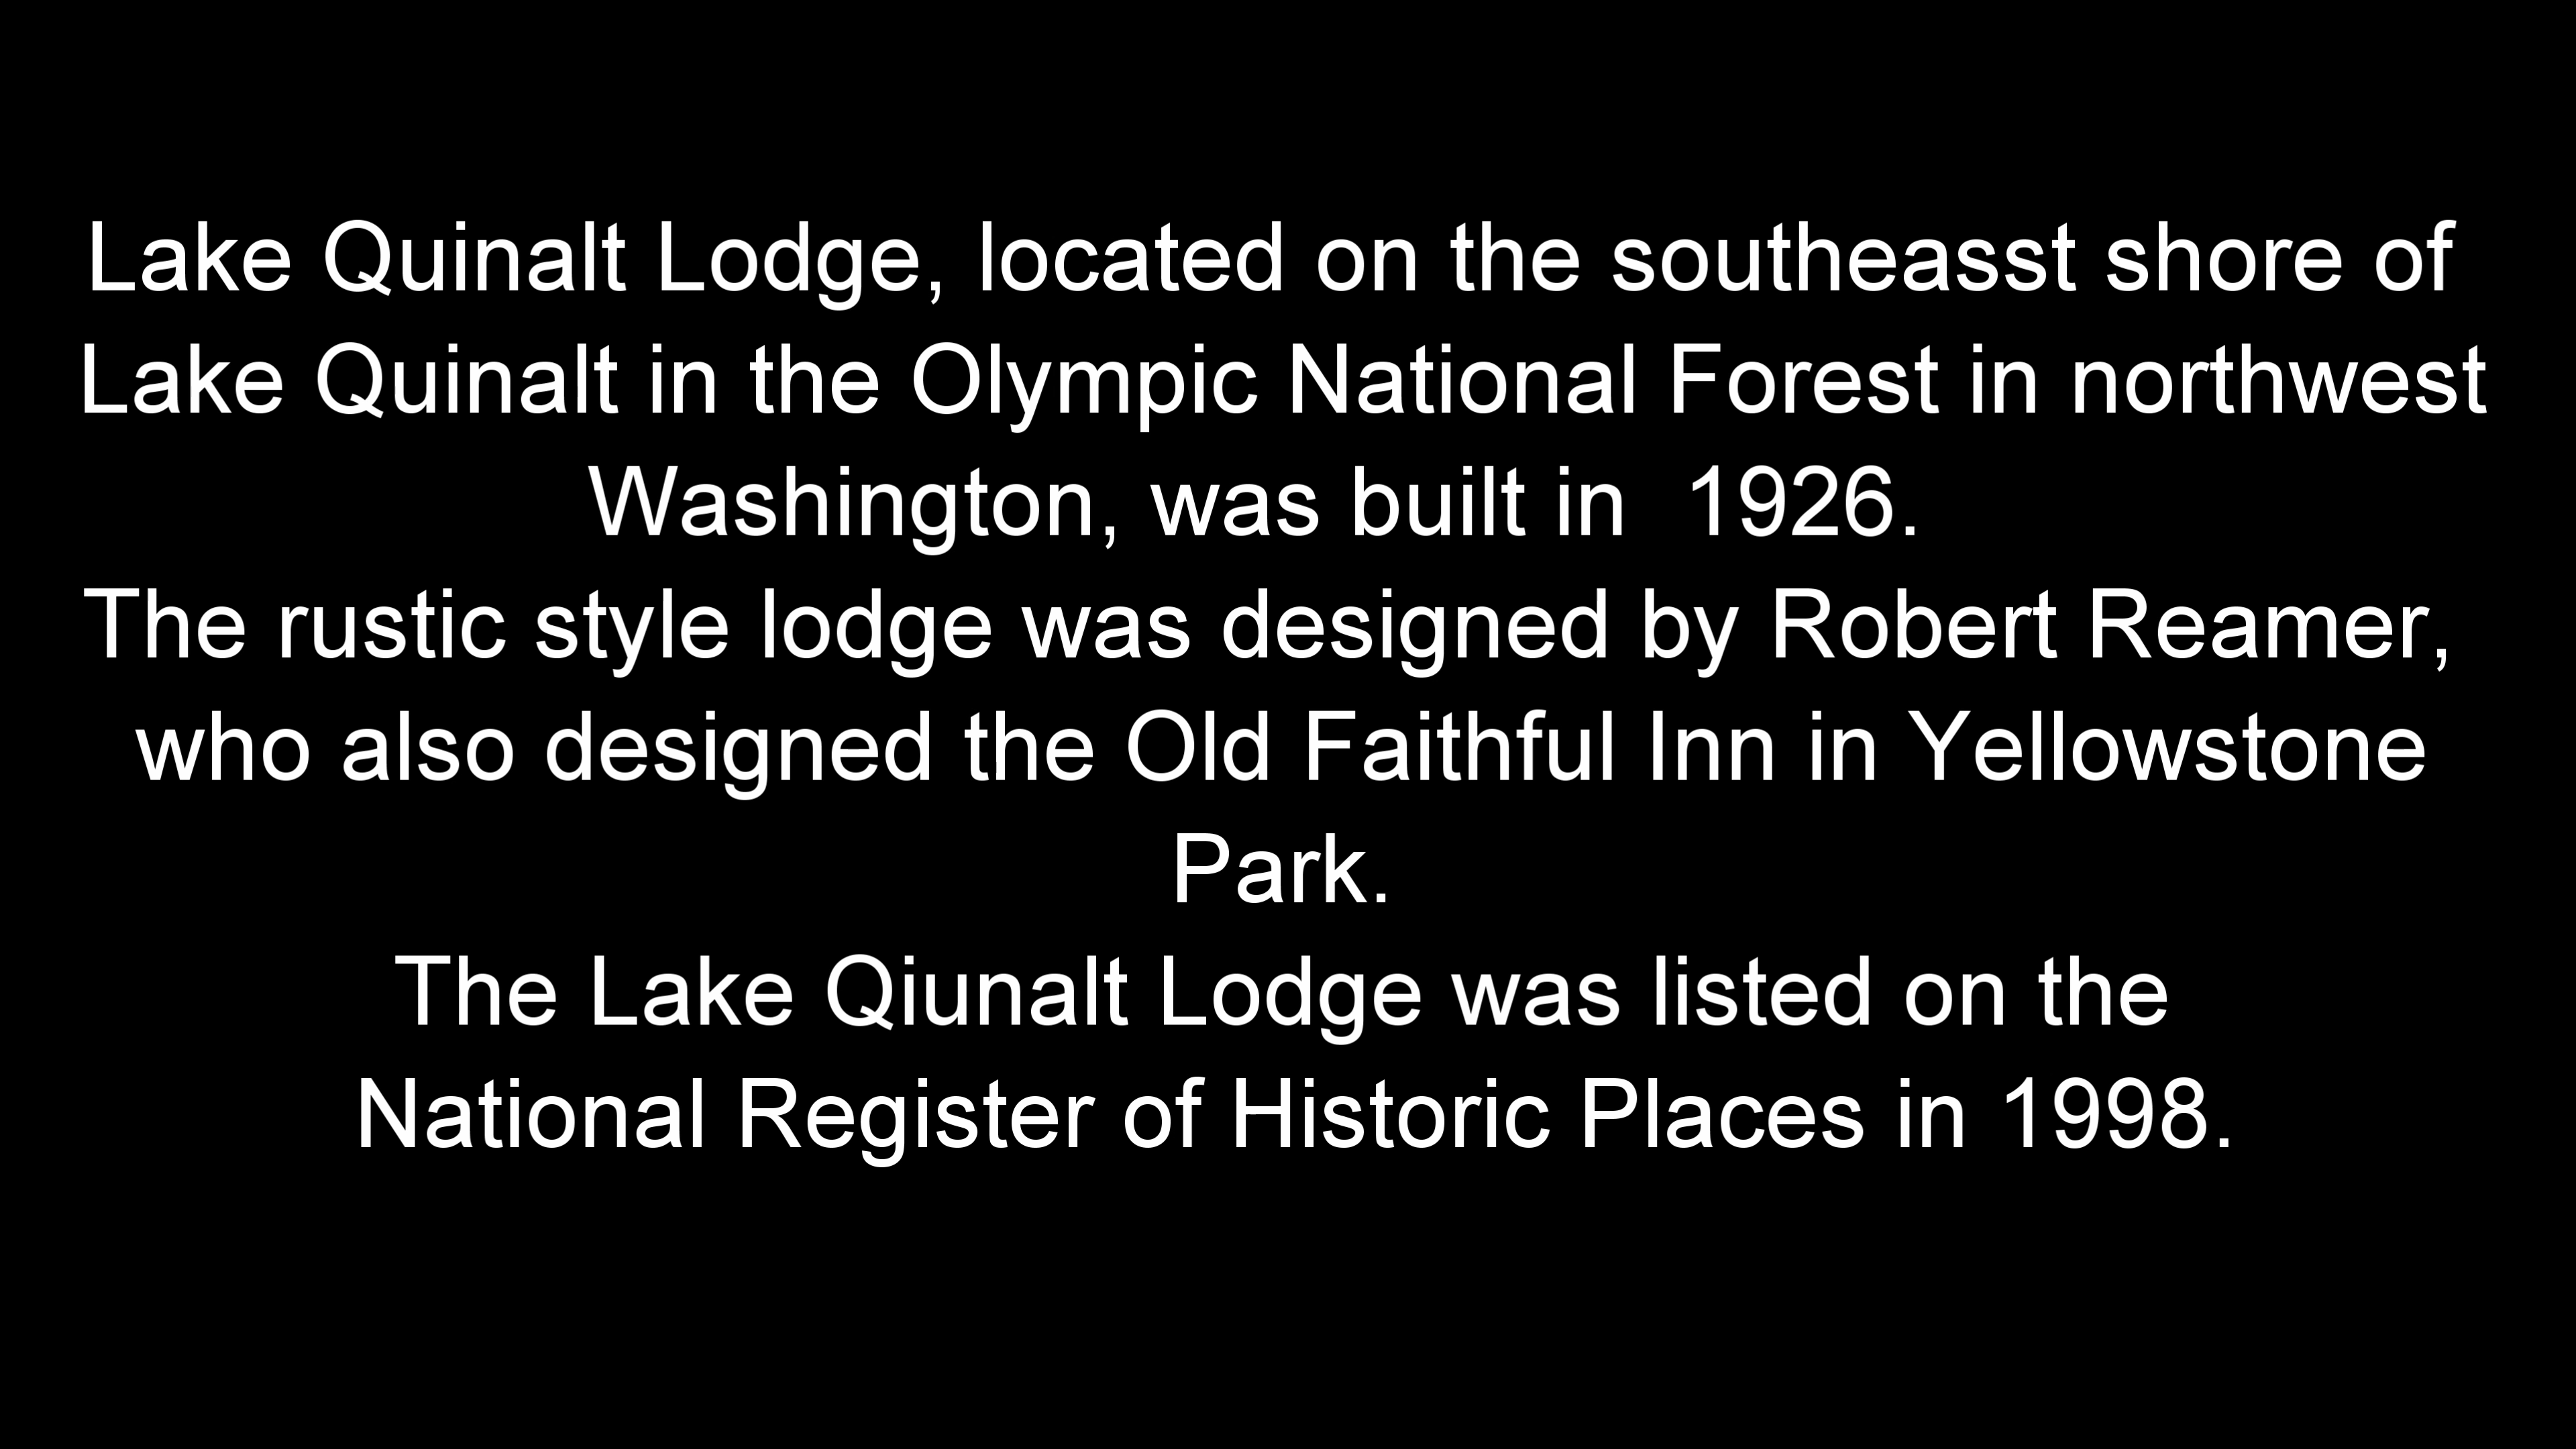 Lake Quinalt Lodge, located on the southeasst shore of
Lake Quinalt in the Olympic National Forest in northwest
Washington, was built in  1926.
The rustic style lodge was designed by Robert Reamer,
who also designed the Old Faithful Inn in Yellowstone
Park.
The Lake Qiunalt Lodge was listed on the
National Register of Historic Places in 1998.